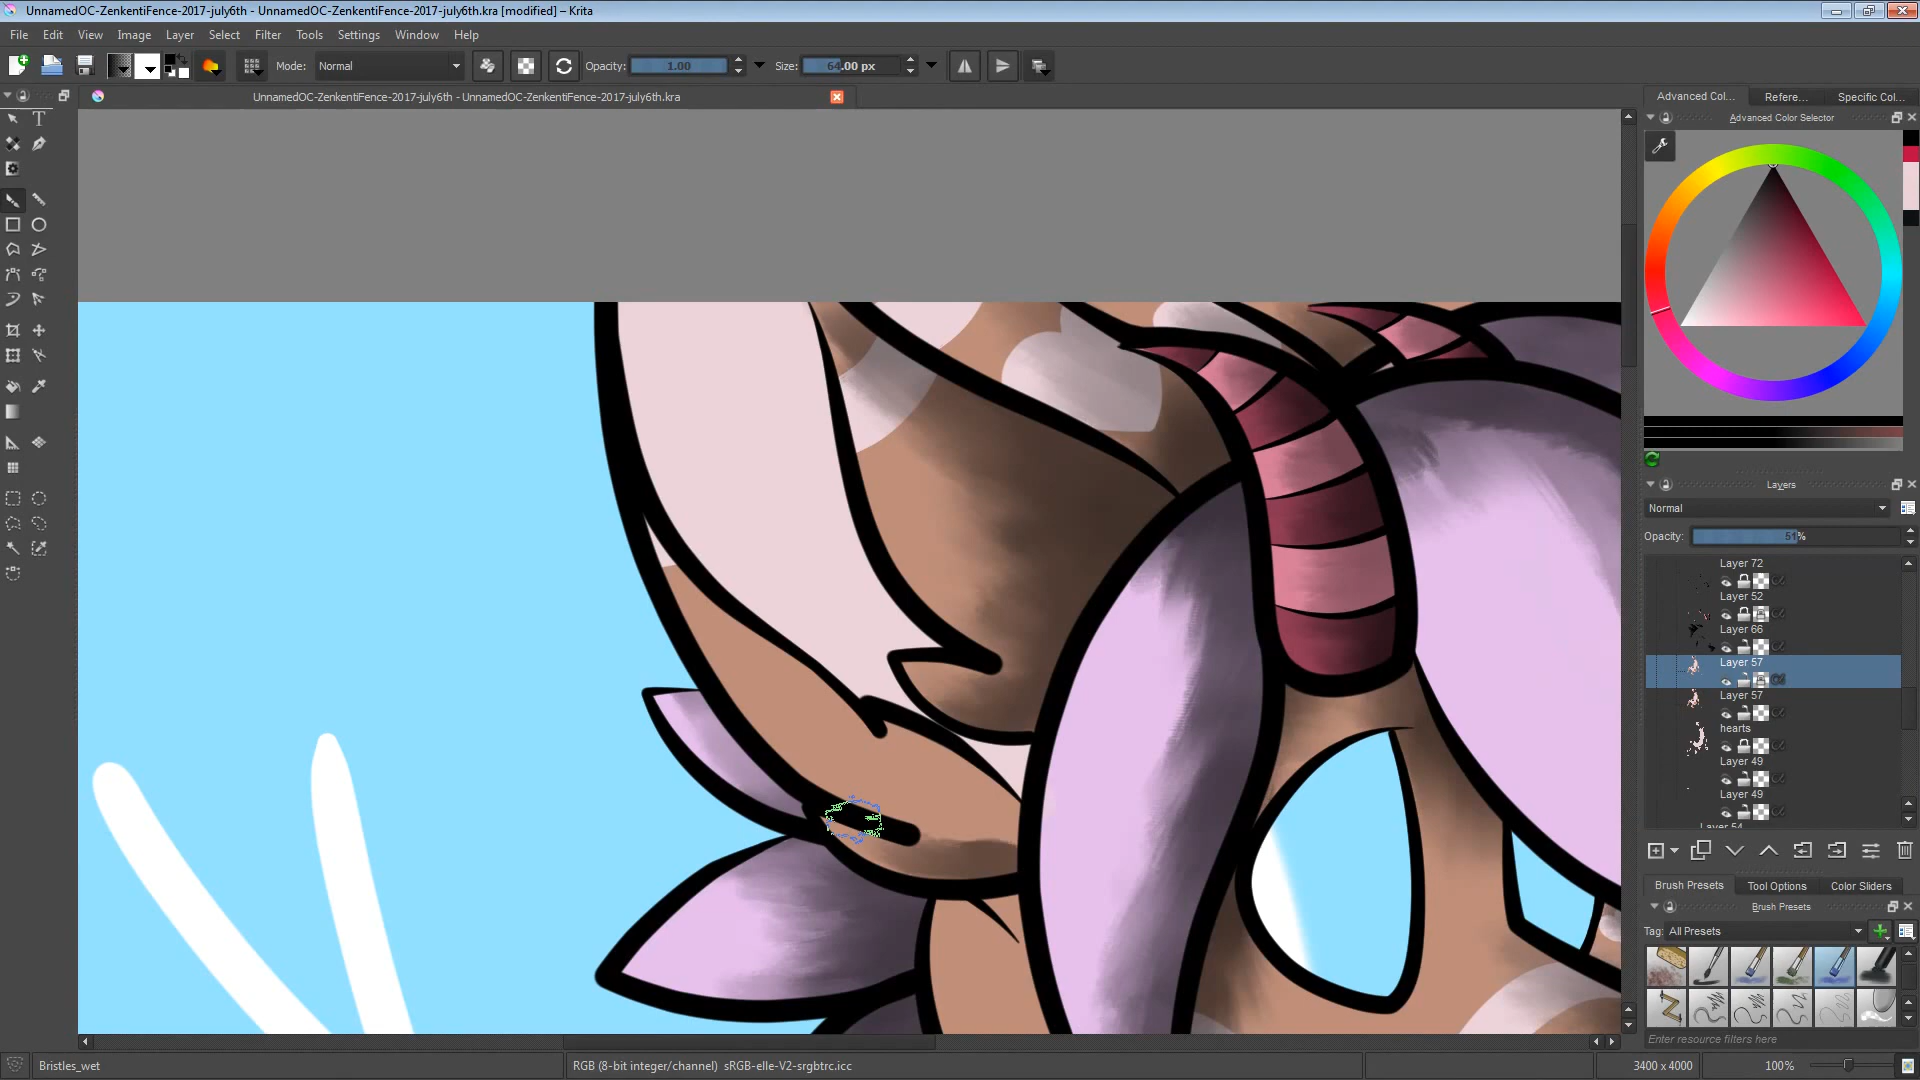 UnnamedOC-ZenkentiFence-2017-july6th - UnnamedOC-ZenkentiFence-2017-july6th.kra [modified] – Krita
File Edit View Image Layer Select Filter Tools Settings Window Help
Mode: Normal Opacity: 1.00 Size: 64.00 px
UnnamedOC-ZenkentiFence-2017-july6th - UnnamedOC-ZenkentiFence-2017-july6th.kra
Advanced Col... Refere... Specific Col...
Advanced Color Selector
Layers
Normal
Opacity: 51%
Layer 72
Layer 52
Layer 66
Layer 57
Layer 57
hearts
Layer 49
Layer 49
Layer 54
Brush Presets Tool Options Color Sliders
Brush Presets
Tag: All Presets
Enter resource filters here
Bristles_wet
RGB (8-bit integer/channel) sRGB-elle-V2-srgbtrc.icc
3400 x 4000
100%